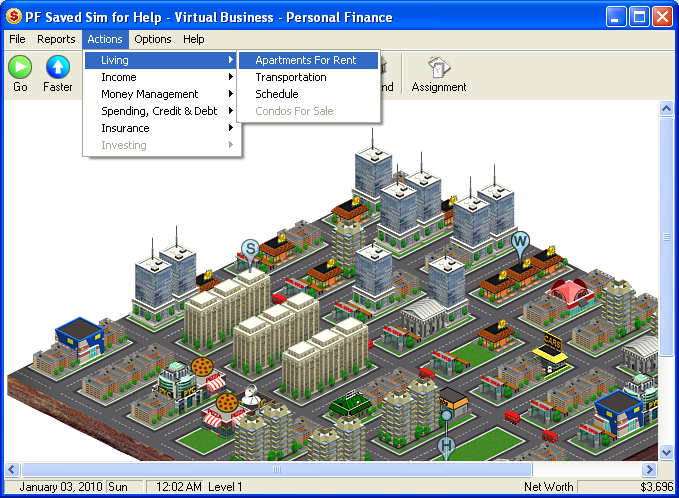 PF Saved Sim for Help - Virtual Business - Personal Finance
File Reports Actions Options Help
Living
Income
Money Management
Spending, Credit & Debt
Insurance
Investing
Apartments For Rent
Transportation
Schedule
Condos For Sale
Go Faster nd Assignment
S
W
CARS
H
January 03, 2010 Sun 12:02 AM Level 1 Net Worth $3,696